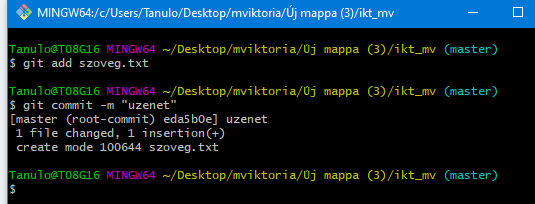 MINGW64:/c/Users/Tanulo/Desktop/mviktoria/Új mappa (3)/ikt_mv
Tanulo@T08G16 MINGW64 ~/Desktop/mviktoria/Új mappa (3)/ikt_mv (master)
$ git add szoveg.txt
Tanulo@T08G16 MINGW64 ~/Desktop/mviktoria/Új mappa (3)/ikt_mv (master)
$ git commit -m "uzenet"
[master (root-commit) eda5b0e] uzenet
 1 file changed, 1 insertion(+)
 create mode 100644 szoveg.txt
Tanulo@T08G16 MINGW64 ~/Desktop/mviktoria/Új mappa (3)/ikt_mv (master)
$